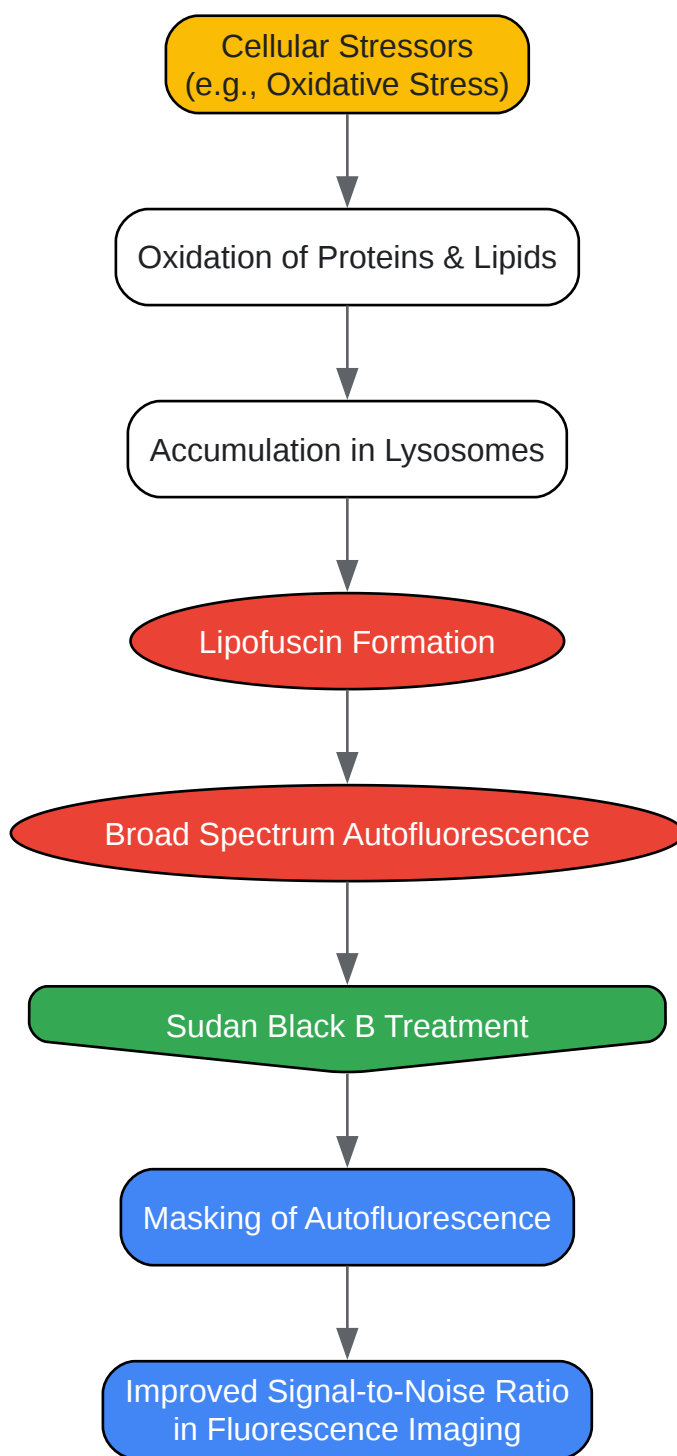 Cellular Stressors
(e.g., Oxidative Stress)
Oxidation of Proteins & Lipids
Accumulation in Lysosomes
Lipofuscin Formation
Broad Spectrum Autofluorescence
Sudan Black B Treatment
Masking of Autofluorescence
Improved Signal-to-Noise Ratio
in Fluorescence Imaging